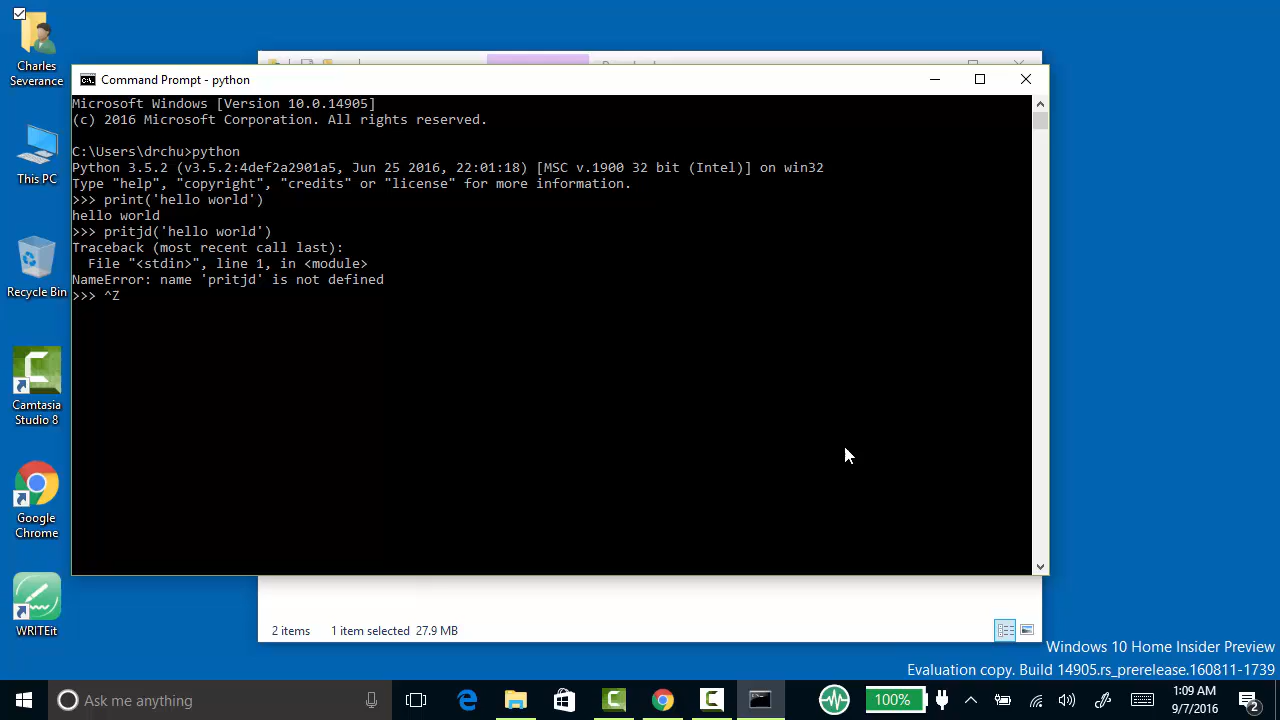 Charles
Severance
This PC
Recycle Bin
Camtasia
Studio 8
Google
Chrome
WRITEit
Command Prompt - python
Microsoft Windows [Version 10.0.14905]
(c) 2016 Microsoft Corporation. All rights reserved.
C:\Users\drchu>python
Python 3.5.2 (v3.5.2:4def2a2901a5, Jun 25 2016, 22:01:18) [MSC v.1900 32 bit (Intel)] on win32
Type "help", "copyright", "credits" or "license" for more information.
>>> print('hello world')
hello world
>>> pritjd('hello world')
Traceback (most recent call last):
  File "<stdin>", line 1, in <module>
NameError: name 'pritjd' is not defined
>>> ^Z
2 items 1 item selected 27.9 MB
Windows 10 Home Insider Preview
Evaluation copy. Build 14905.rs_prerelease.160811-1739
Ask me anything
100%
1:09 AM
9/7/2016
2